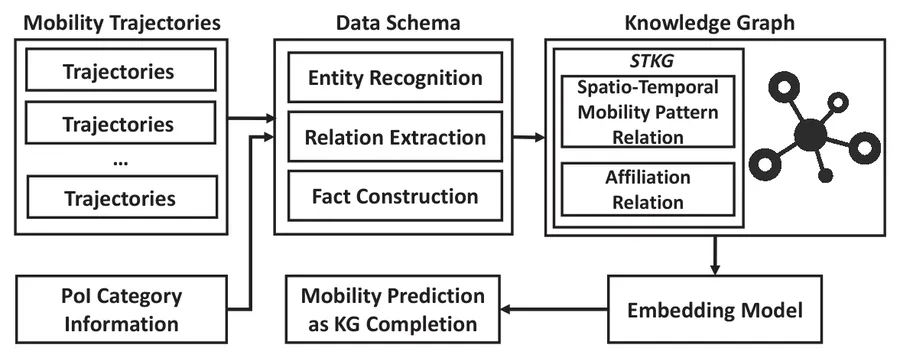 Mobility Trajectories
Trajectories
Trajectories
...
Trajectories
PoI Category
Information
Data Schema
Entity Recognition
Relation Extraction
Fact Construction
Knowledge Graph
STKG
Spatio-Temporal
Mobility Pattern
Relation
Affiliation
Relation
Embedding Model
Mobility Prediction
as KG Completion